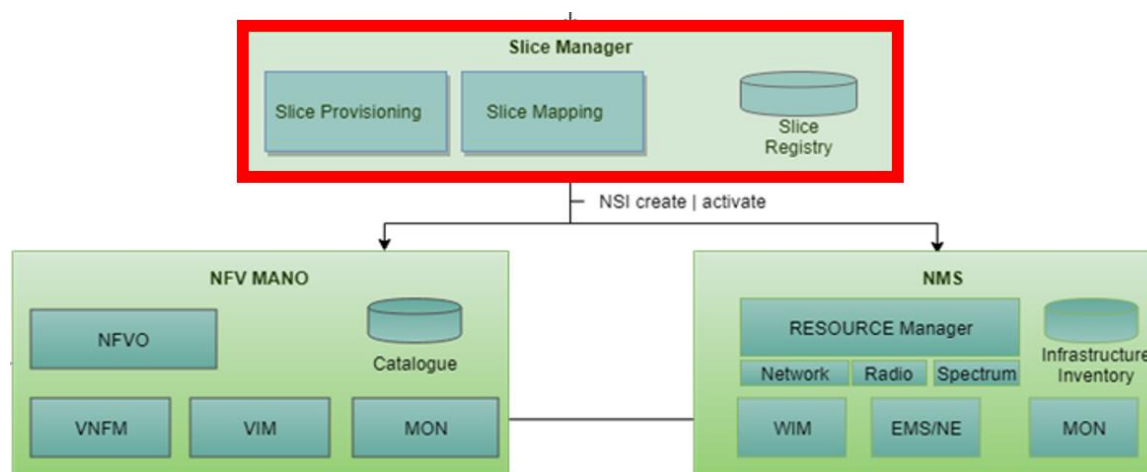 Slice Manager
Slice Provisioning
Slice Mapping
Slice
Registry
NSI create | activate
NFV MANO
NFVO
Catalogue
VNFM
VIM
MON
NMS
RESOURCE Manager
Network
Radio
Spectrum
Infrastructure
Inventory
WIM
EMS/NE
MON